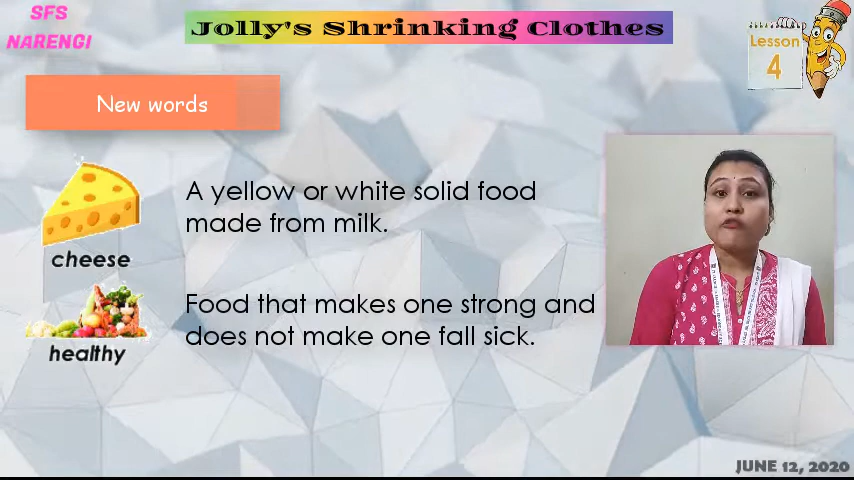 SFS
NARENGI
Jolly's Shrinking Clothes
Lesson
4
New words
A yellow or white solid food
made from milk.
cheese
Food that makes one strong and
does not make one fall sick.
healthy
JUNE 12, 2020